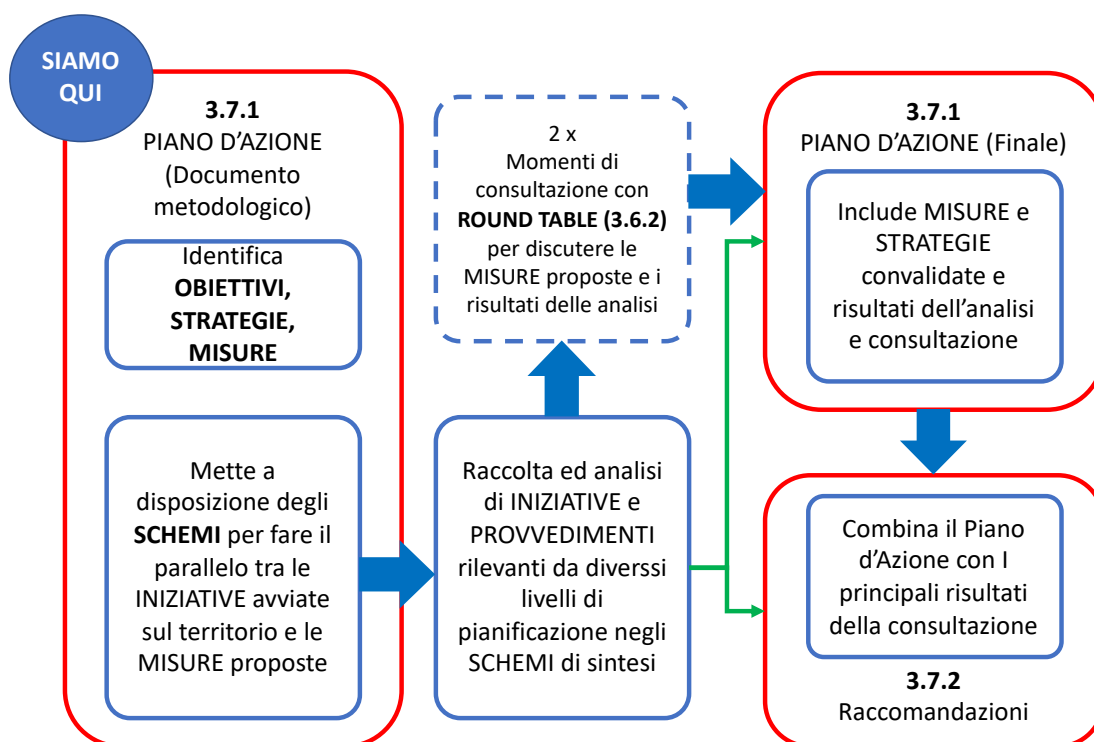 SIAMO
QUI
3.7.1
PIANO D’AZIONE
(Documento
metodologico)
Identifica
OBIETTIVI,
STRATEGIE,
MISURE
Mette a
disposizione degli
SCHEMI per fare il
parallelo tra le
INIZIATIVE avviate
sul territorio e le
MISURE proposte
2 x
Momenti di
consultazione con
ROUND TABLE (3.6.2)
per discutere le
MISURE proposte e i
risultati delle analisi
Raccolta ed analisi
di INIZIATIVE e
PROVVEDIMENTI
rilevanti da diverssi
livelli di
pianificazione negli
SCHEMI di sintesi
3.7.1
PIANO D’AZIONE (Finale)
Include MISURE e
STRATEGIE
convalidate e
risultati dell’analisi
e consultazione
Combina il Piano
d’Azione con I
principali risultati
della consultazione
3.7.2
Raccomandazioni